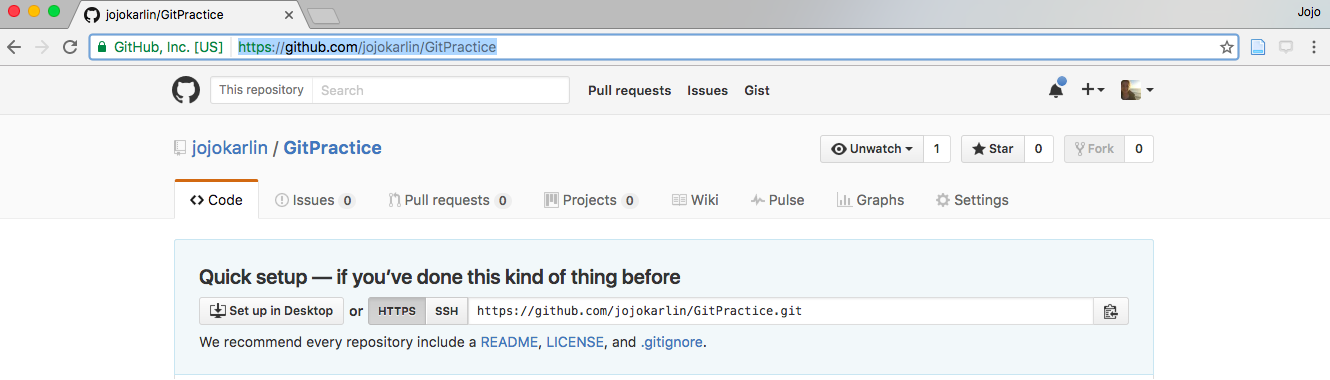 jojokarlin/GitPractice
Jojo
GitHub, Inc. [US] https://github.com/jojokarlin/GitPractice
This repository Search Pull requests Issues Gist
jojokarlin / GitPractice Unwatch 1 Star 0 Fork 0
Code Issues 0 Pull requests 0 Projects 0 Wiki Pulse Graphs Settings
Quick setup — if you’ve done this kind of thing before
Set up in Desktop or HTTPS SSH https://github.com/jojokarlin/GitPractice.git
We recommend every repository include a README, LICENSE, and .gitignore.